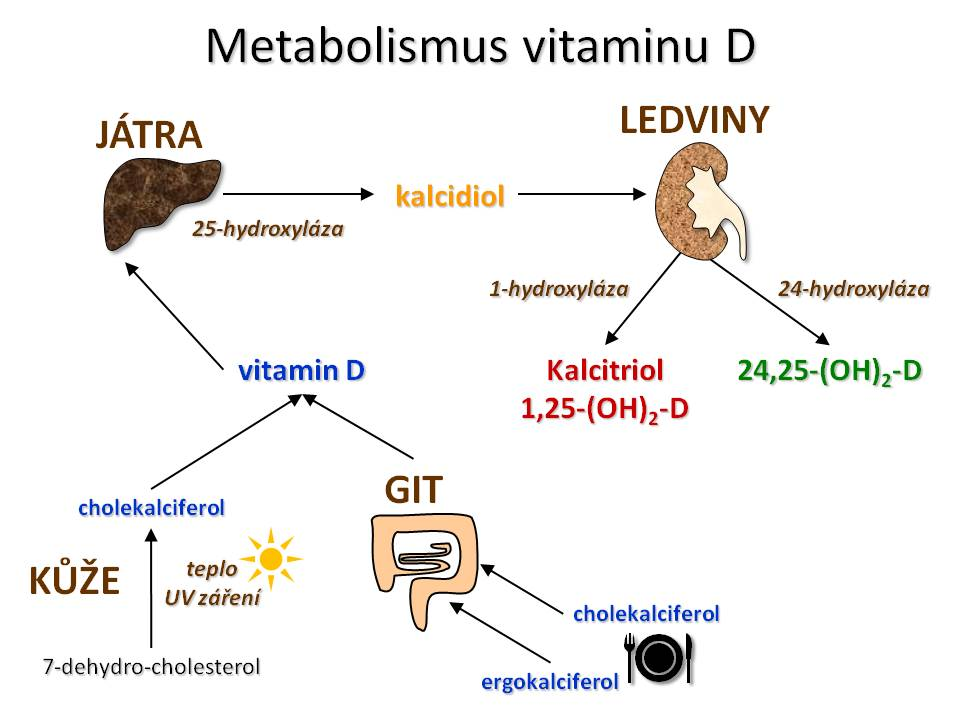 Metabolismus vitaminu D
JÁTRA
LEDVINY
kalcidiol
25-hydroxyláza
1-hydroxyláza
24-hydroxyláza
vitamin D
Kalcitriol
1,25-(OH)₂-D
24,25-(OH)₂-D
GIT
cholekalciferol
KŮŽE
teplo
UV záření
7-dehydro-cholesterol
cholekalciferol
ergokalciferol